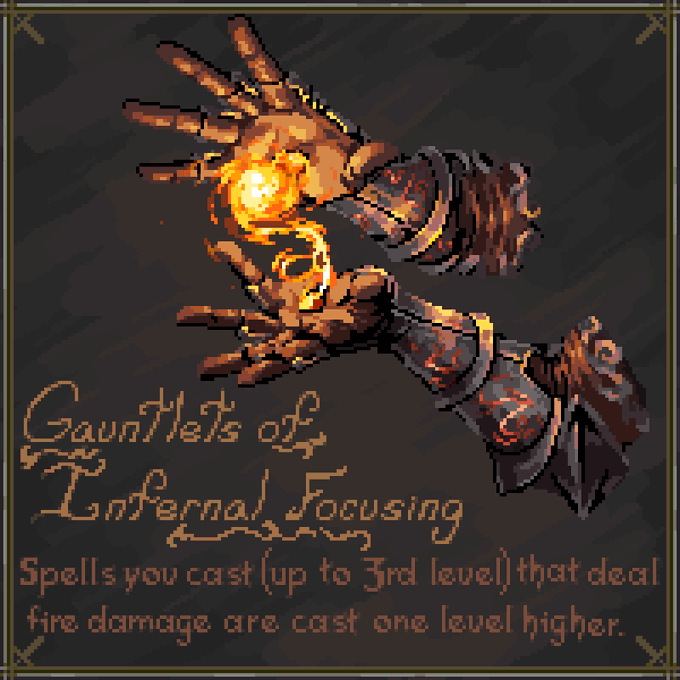 Gauntlets of
Infernal Focusing
Spells you cast (up to 3rd level) that deal
fire damage are cast one level higher.